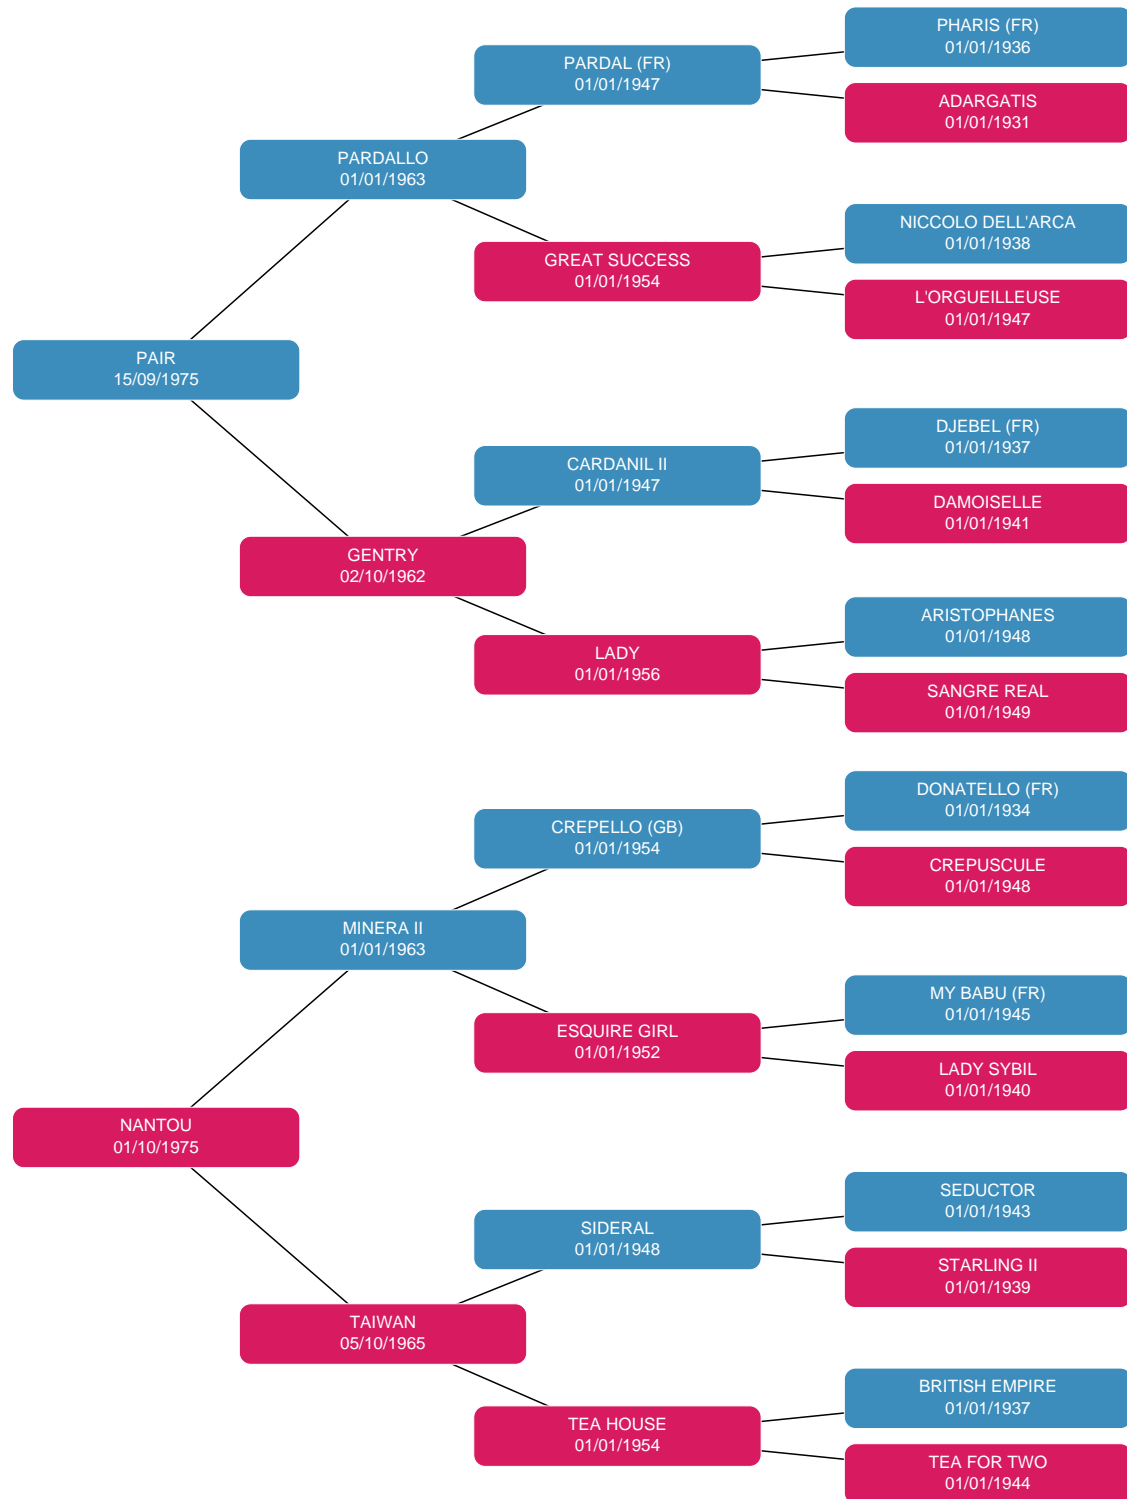 PHARIS (FR)
01/01/1936
PARDAL (FR)
01/01/1947
ADARGATIS
01/01/1931
PARDALLO
01/01/1963
NICCOLO DELL'ARCA
01/01/1938
GREAT SUCCESS
01/01/1954
L'ORGUEILLEUSE
01/01/1947
PAIR
15/09/1975
DJEBEL (FR)
01/01/1937
CARDANIL II
01/01/1947
DAMOISELLE
01/01/1941
GENTRY
02/10/1962
ARISTOPHANES
01/01/1948
LADY
01/01/1956
SANGRE REAL
01/01/1949
DONATELLO (FR)
01/01/1934
CREPELLO (GB)
01/01/1954
CREPUSCULE
01/01/1948
MINERA II
01/01/1963
MY BABU (FR)
01/01/1945
ESQUIRE GIRL
01/01/1952
LADY SYBIL
01/01/1940
NANTOU
01/10/1975
SEDUCTOR
01/01/1943
SIDERAL
01/01/1948
STARLING II
01/01/1939
TAIWAN
05/10/1965
BRITISH EMPIRE
01/01/1937
TEA HOUSE
01/01/1954
TEA FOR TWO
01/01/1944